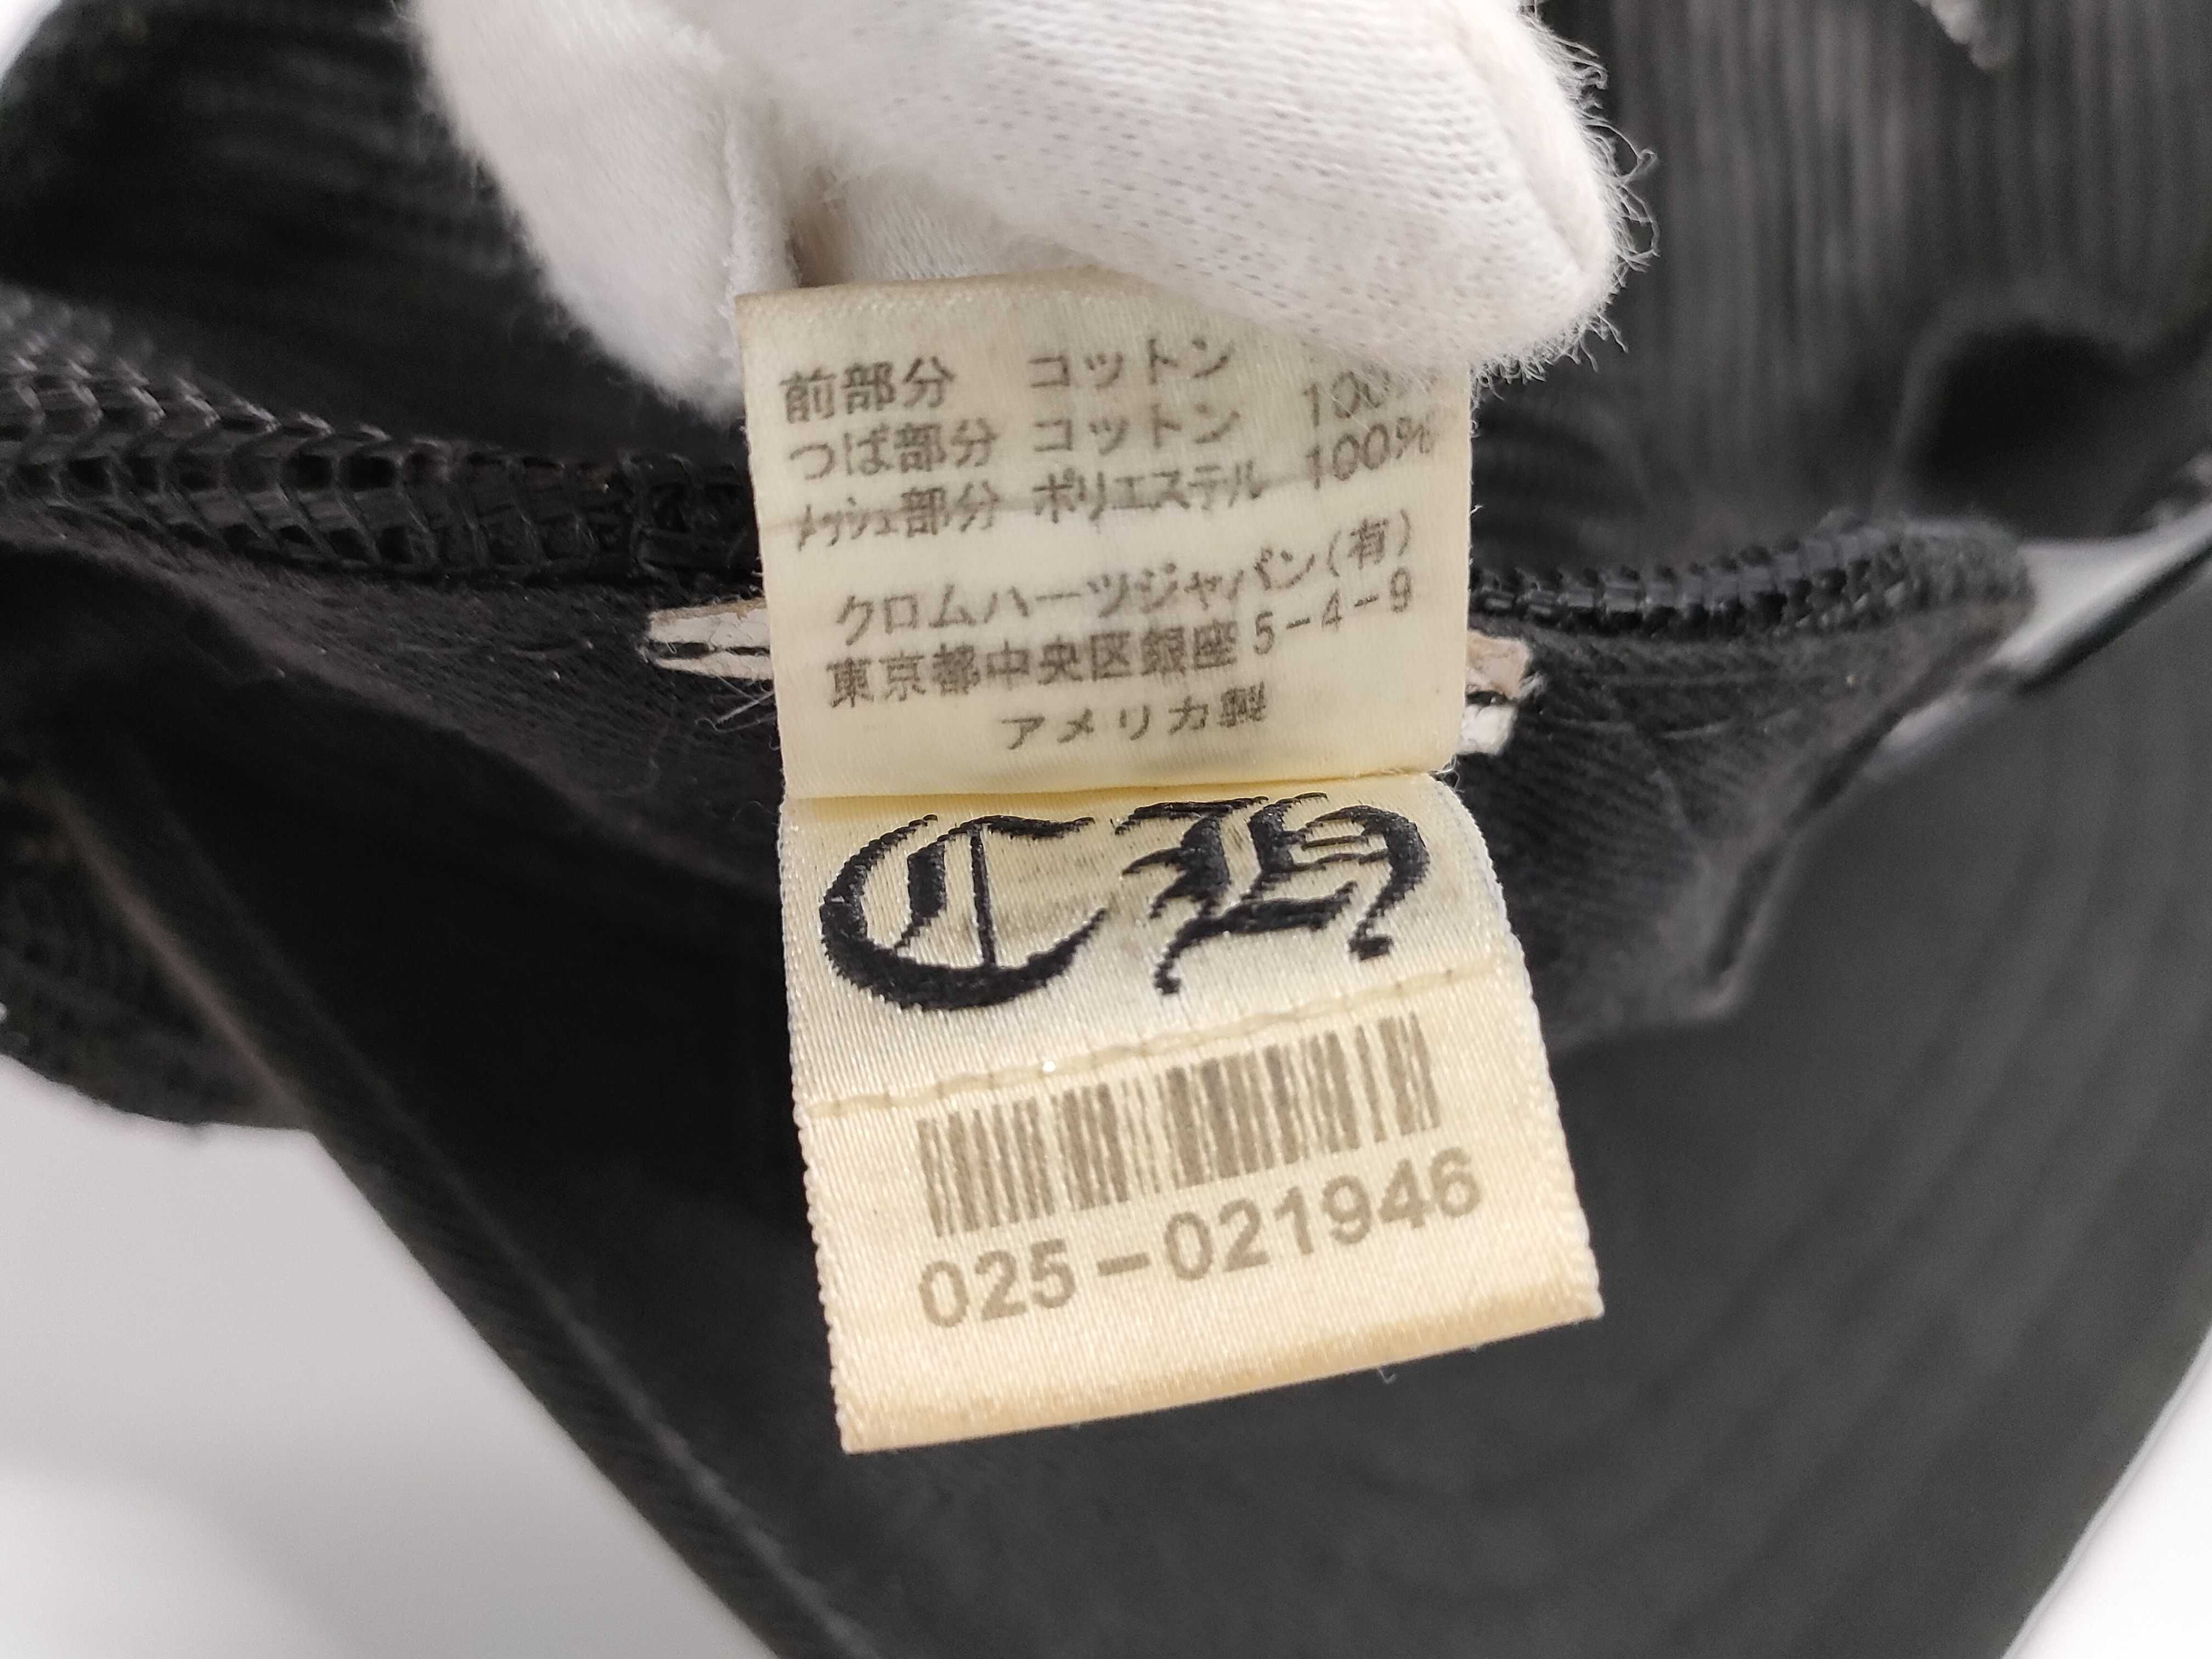 前部分 コットン
つば部分 コットン 100%
メッシュ部分 ポリエステル 100%
クロムハーツジャパン(有)
東京都中央区銀座5-4-9
アメリカ製
CH
025-021946